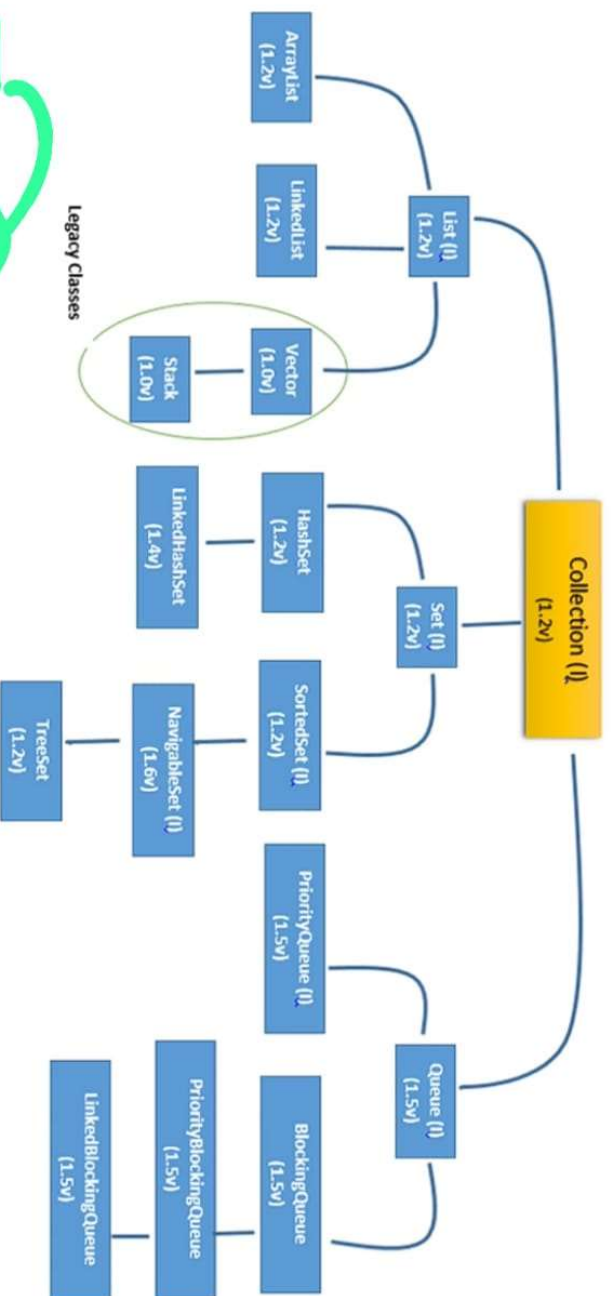 Collection (I)
(1.2v)
List (I)
(1.2v)
Set (I)
(1.2v)
Queue (I)
(1.5v)
ArrayList
(1.2v)
LinkedList
(1.2v)
Vector
(1.0v)
HashSet
(1.2v)
SortedSet (I)
(1.2v)
PriorityQueue (I)
(1.5v)
BlockingQueue
(1.5v)
Stack
(1.0v)
LinkedHashSet
(1.4v)
NavigableSet (I)
(1.6v)
PriorityBlockingQueue
(1.5v)
Legacy Classes
TreeSet
(1.2v)
LinkedBlockingQueue
(1.5v)